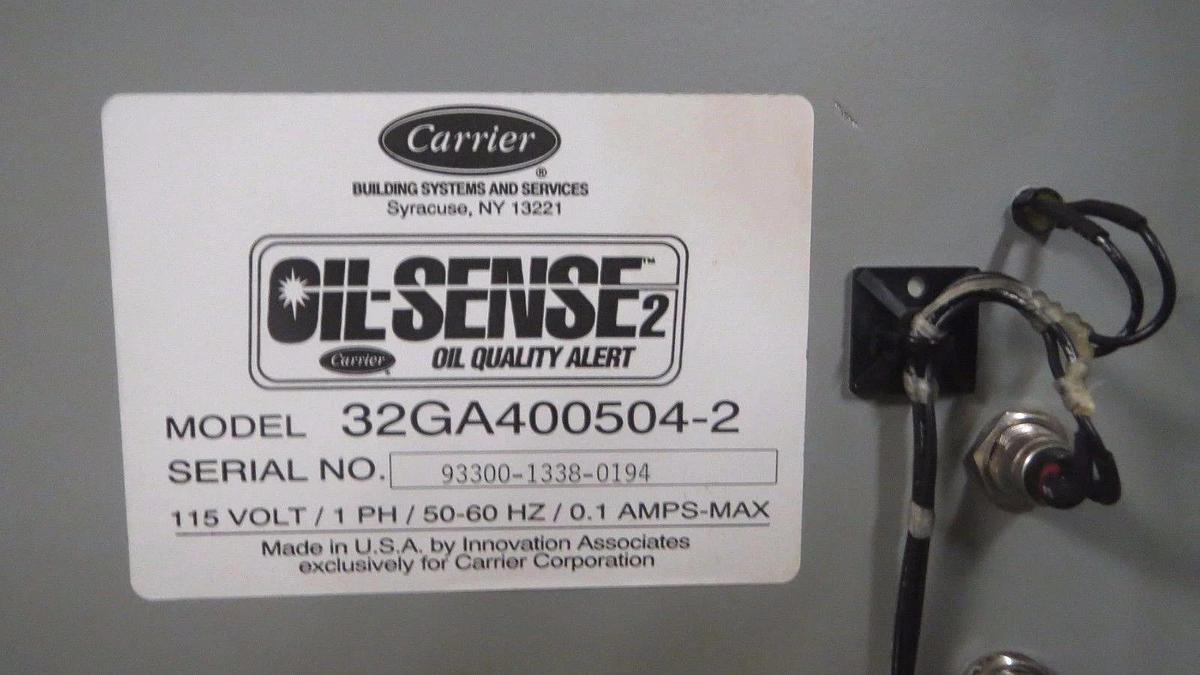 Carrier
®
BUILDING SYSTEMS AND SERVICES
Syracuse, NY 13221
OIL-SENSE2™
Carrier OIL QUALITY ALERT
MODEL 32GA400504-2
SERIAL NO. 93300-1338-0194
115 VOLT / 1 PH / 50-60 HZ / 0.1 AMPS-MAX
Made in U.S.A. by Innovation Associates
exclusively for Carrier Corporation